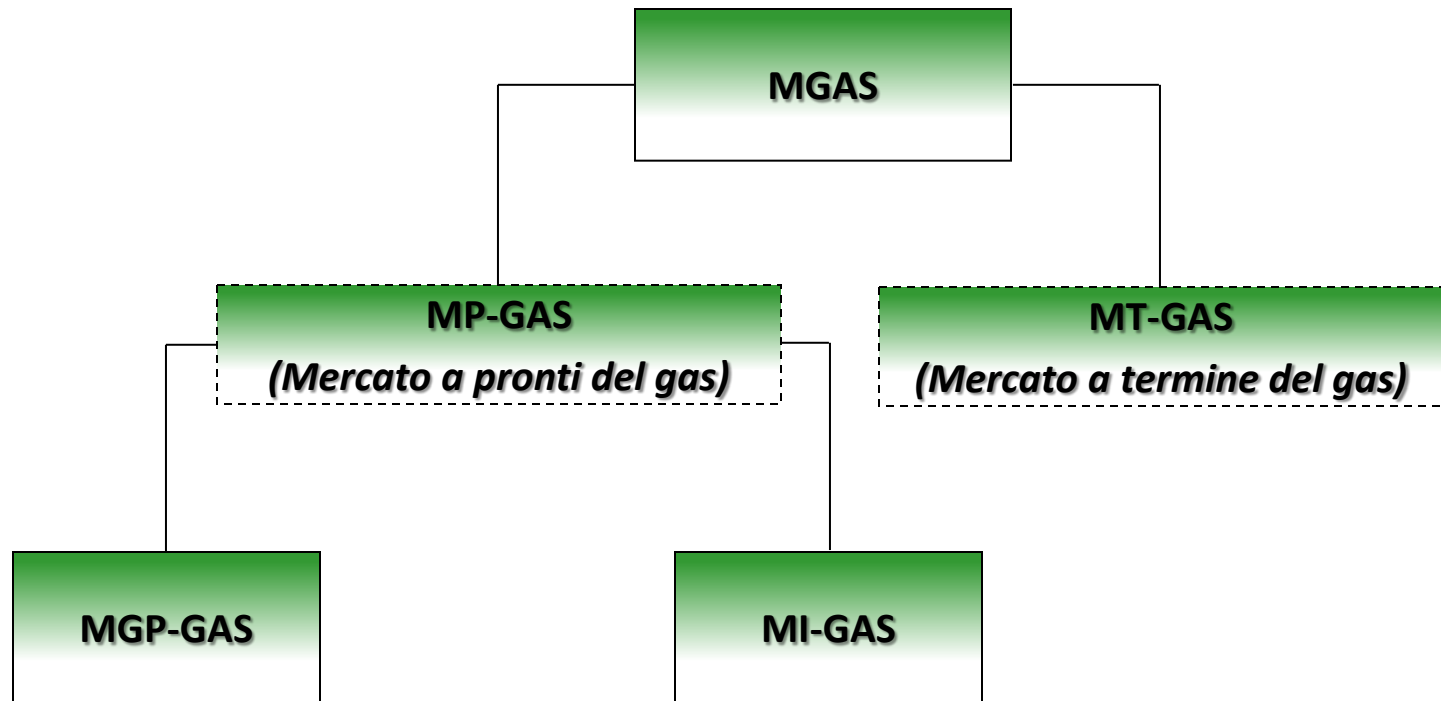 MGAS
MP-GAS
(Mercato a pronti del gas)
MT-GAS
(Mercato a termine del gas)
MGP-GAS
MI-GAS